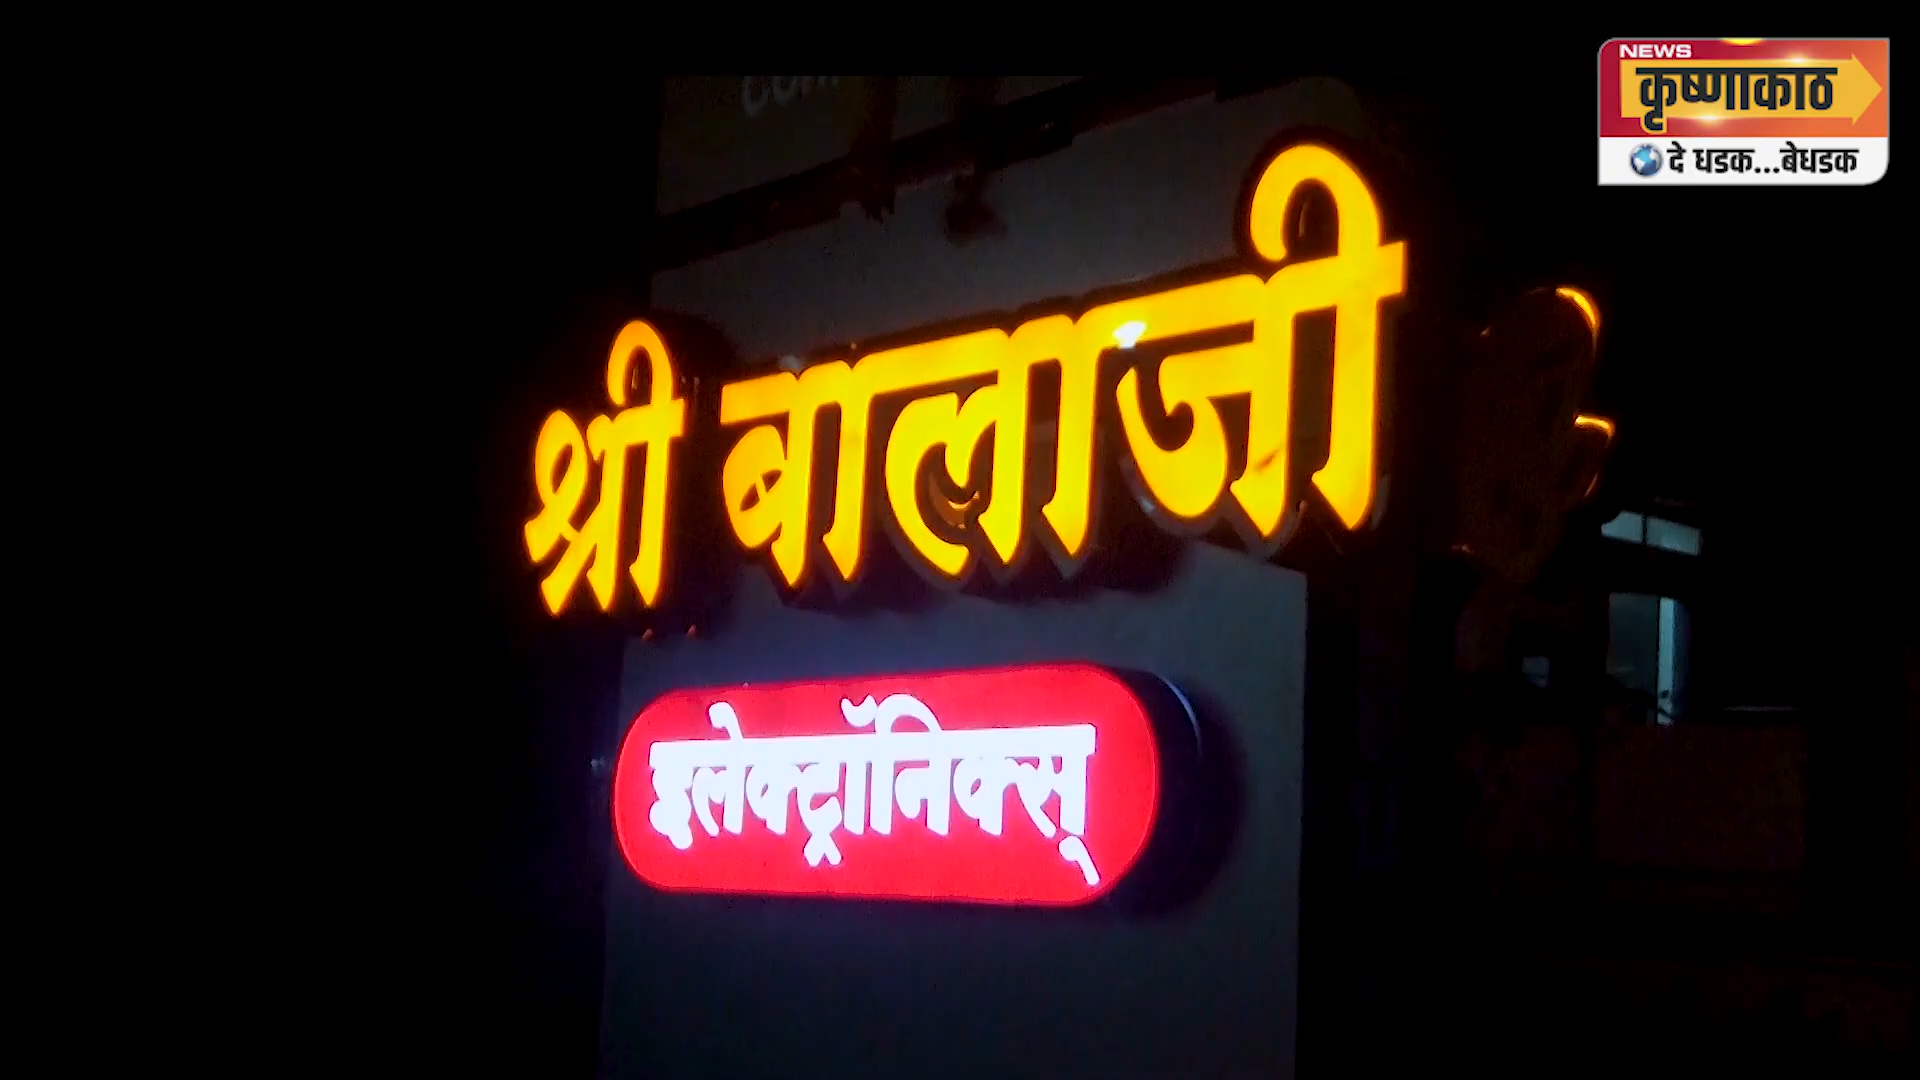 NEWS
कृष्णाकाठ
दे धडक...बेधडक
श्री बालाजी
इलेक्ट्रॉनिक्स्